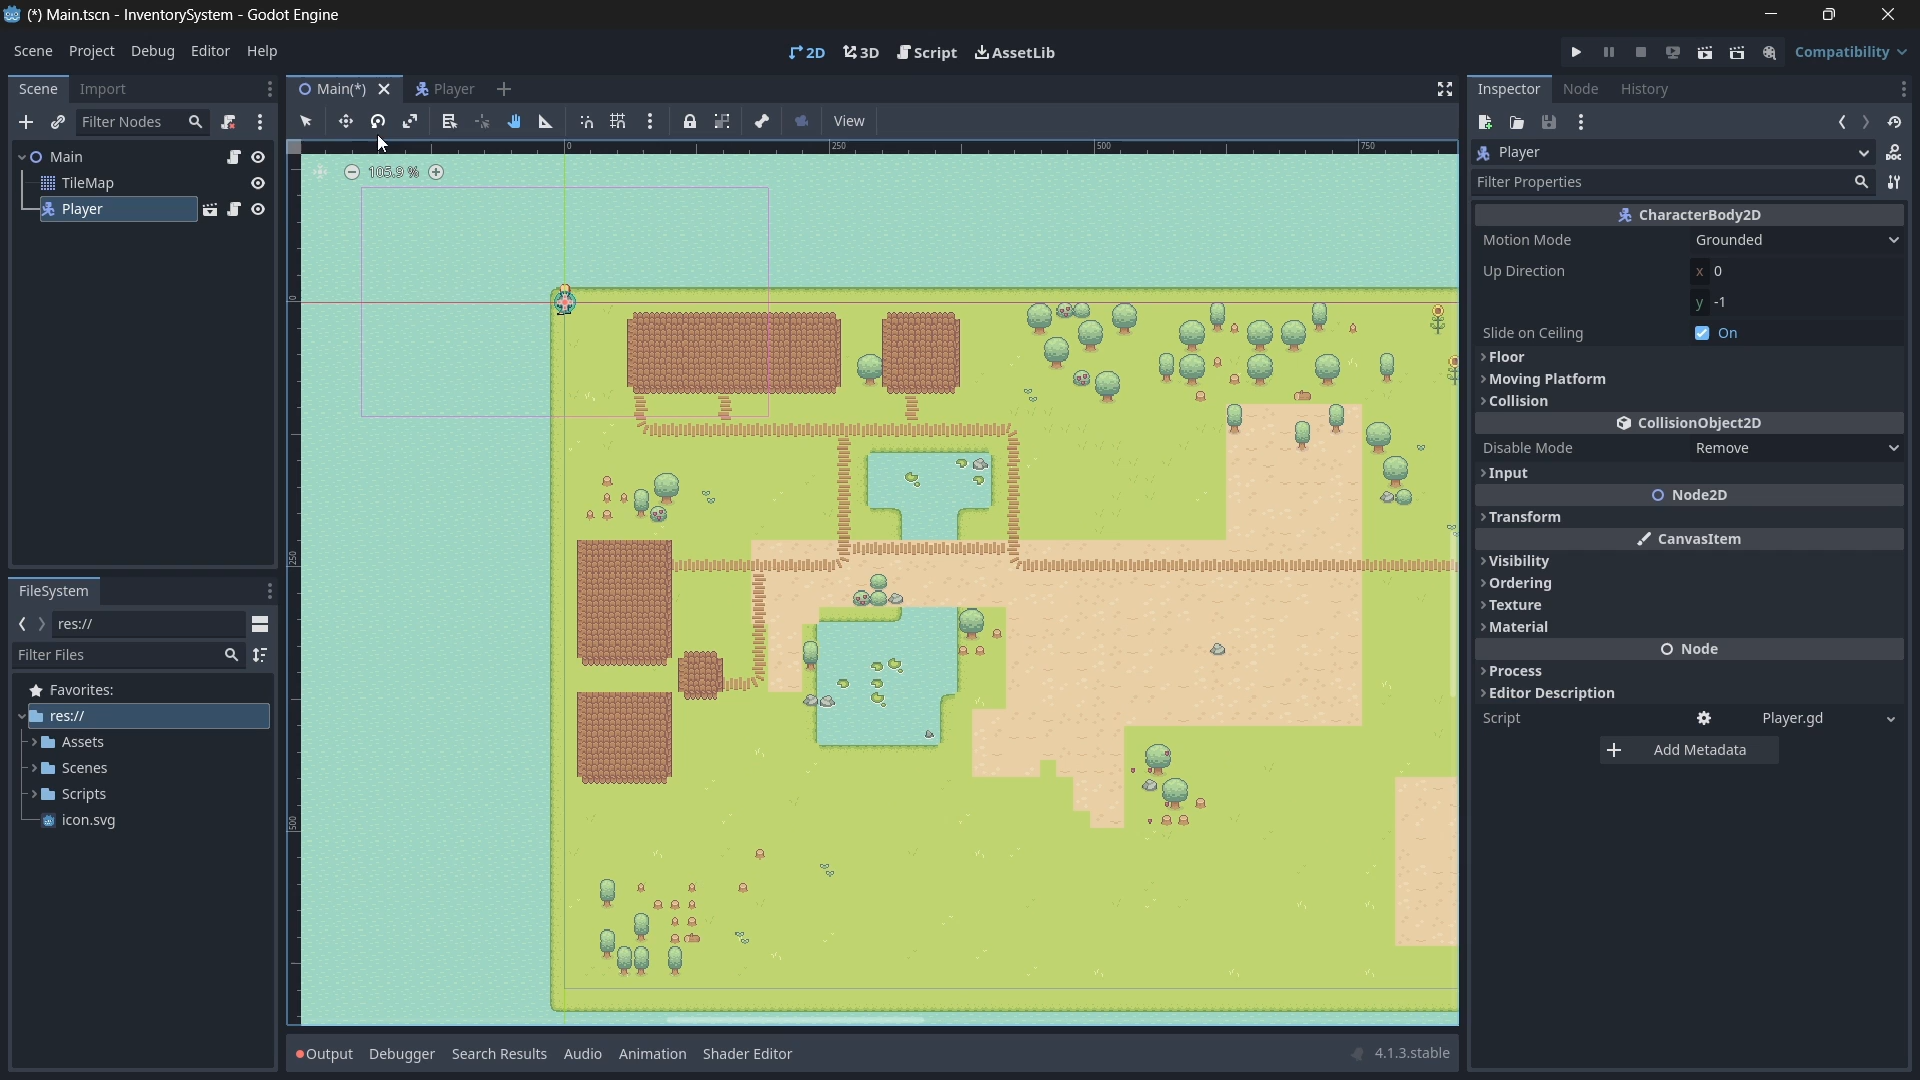 (*) Main.tscn - InventorySystem - Godot Engine
Scene Project Debug Editor Help
2D 3D Script AssetLib
Compatibility
Scene Import
Main(*) Player
Inspector Node History
Filter Nodes
View
Main
TileMap
Player
0 250 500 750
105.9 %
0
250
500
Player
Filter Properties
CharacterBody2D
Motion Mode Grounded
Up Direction x 0
y -1
Slide on Ceiling On
Floor
Moving Platform
Collision
CollisionObject2D
Disable Mode Remove
Input
Node2D
Transform
CanvasItem
Visibility
Ordering
Texture
Material
Node
Process
Editor Description
Script Player.gd
Add Metadata
FileSystem
res://
Filter Files
Favorites:
res://
Assets
Scenes
Scripts
icon.svg
Output Debugger Search Results Audio Animation Shader Editor 4.1.3.stable